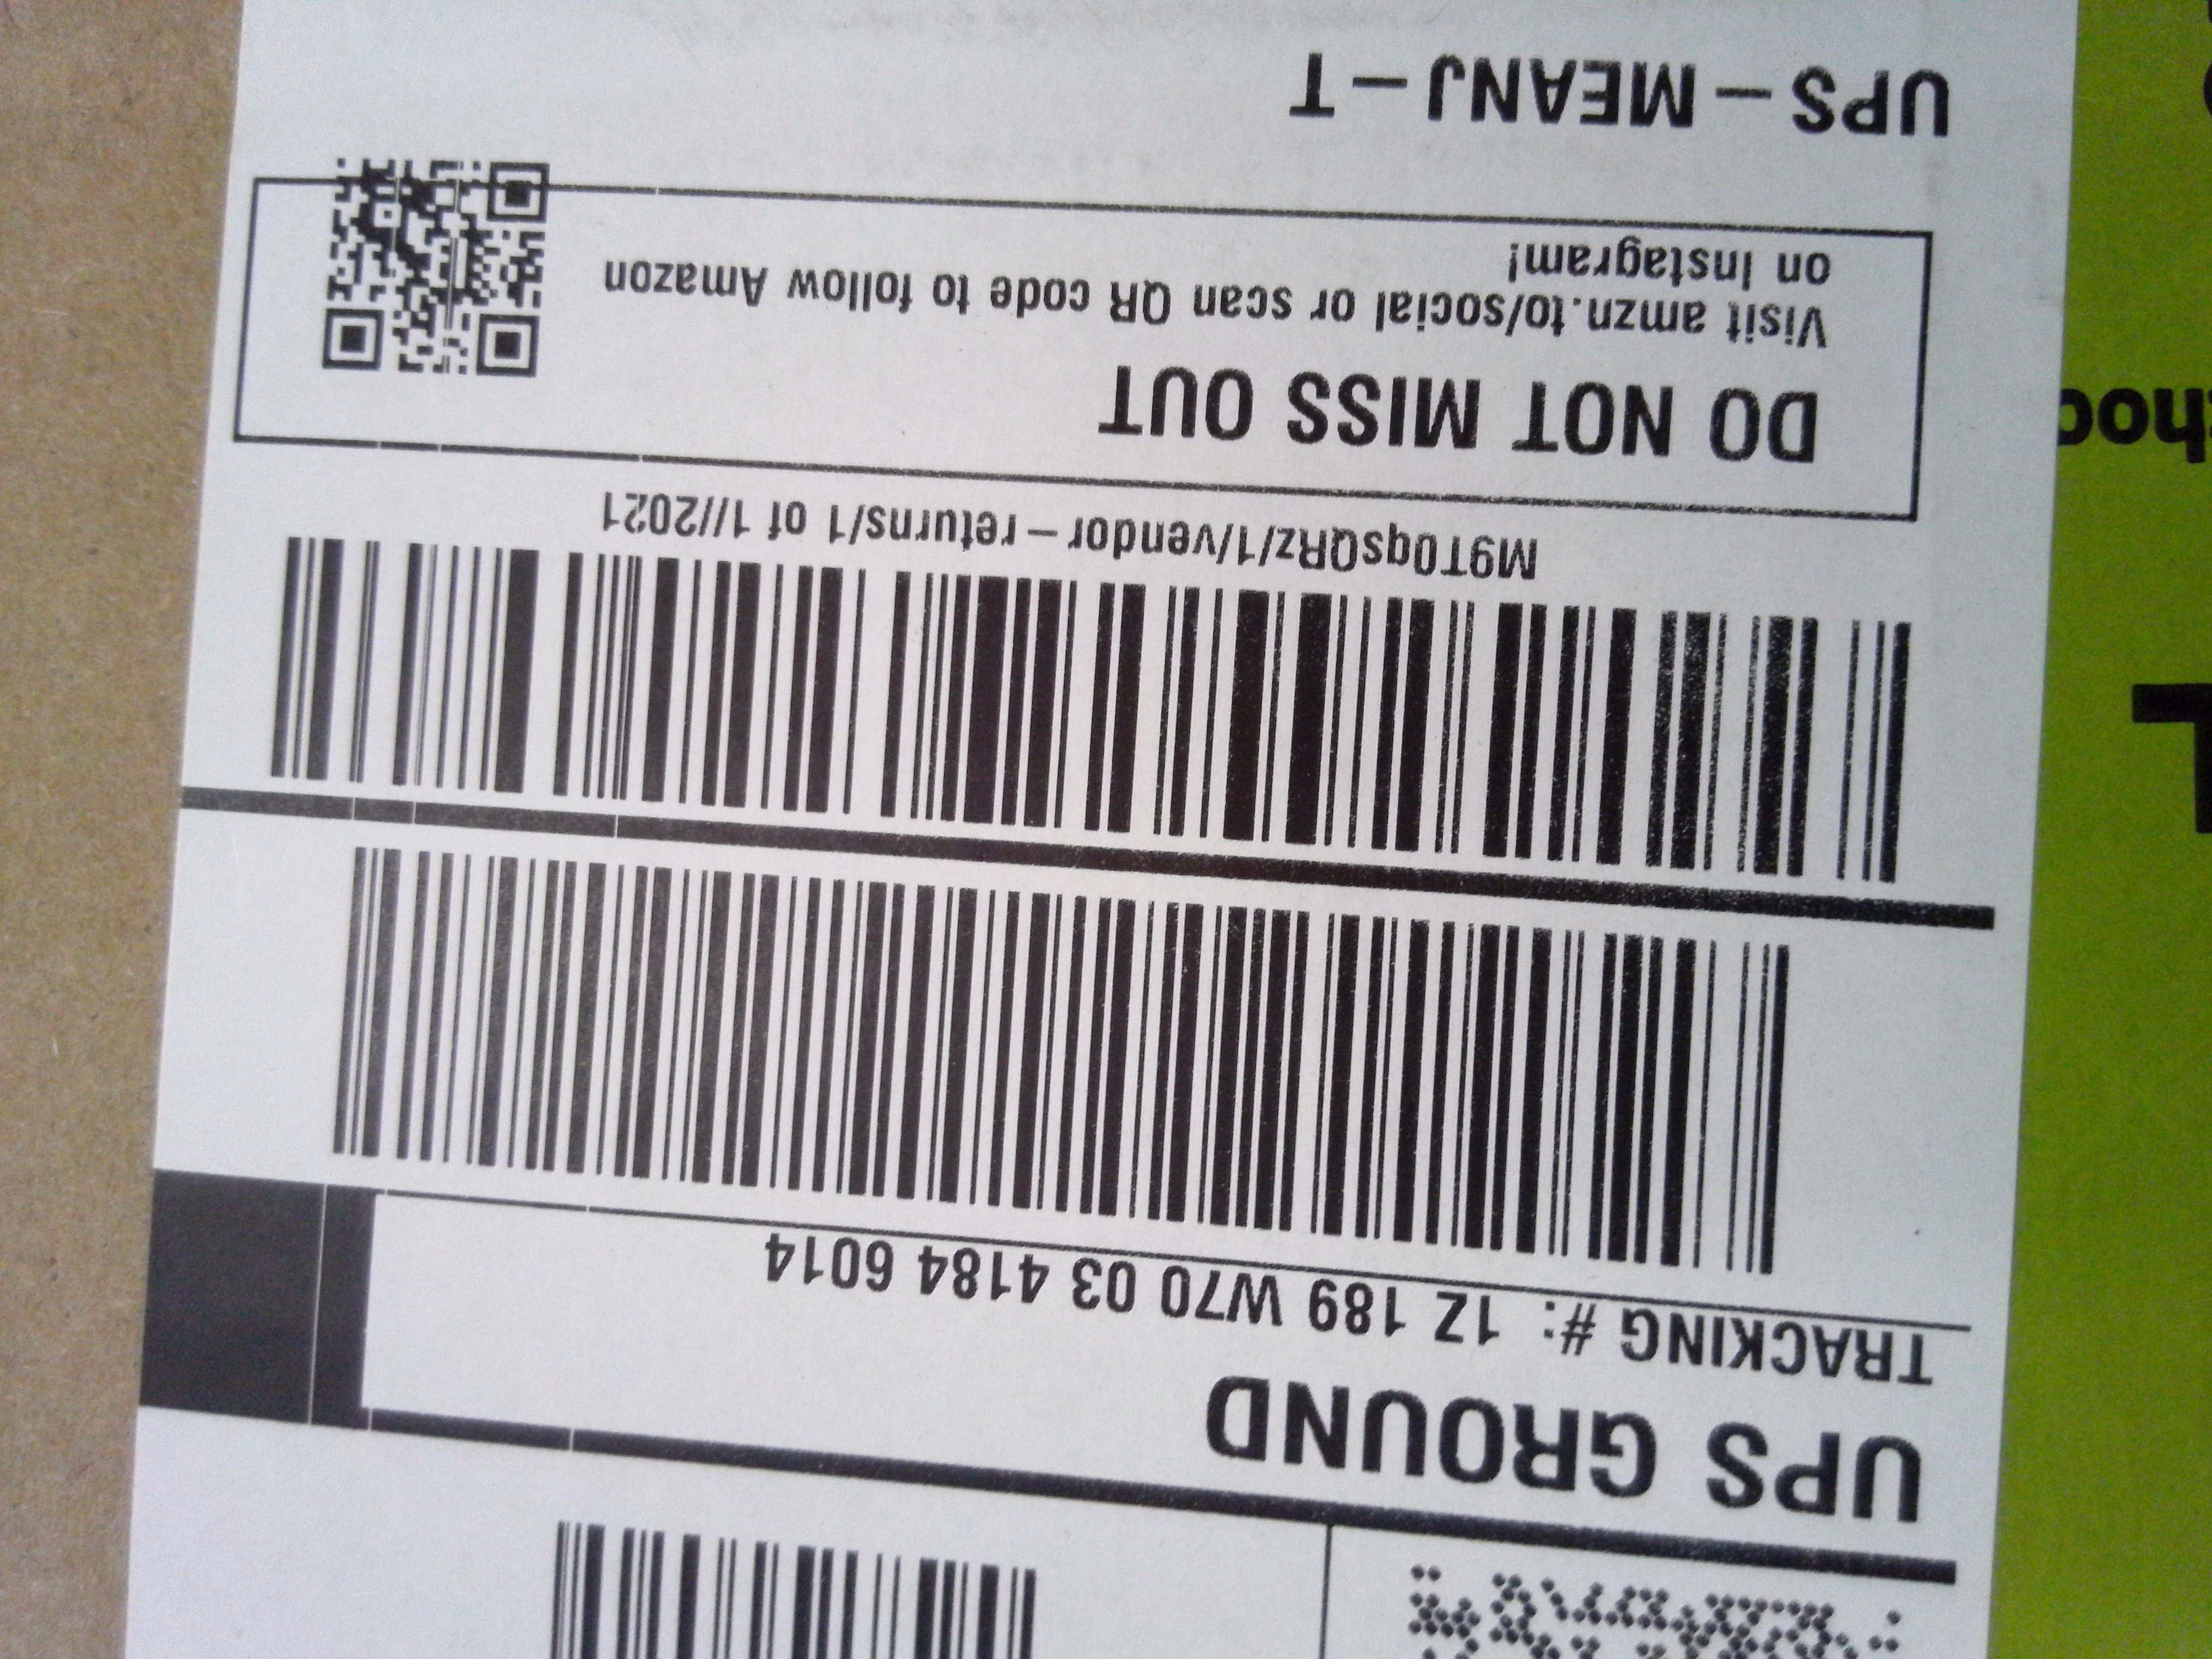 UPS GROUND
TRACKING #: 1Z 189 W70 03 4184 6014
M9T0qsQRz/1/vendor-returns/1 of 1//2021
DO NOT MISS OUT
Visit amzn.to/social or scan QR code to follow Amazon
on Instagram!
UPS-MEANJ-T